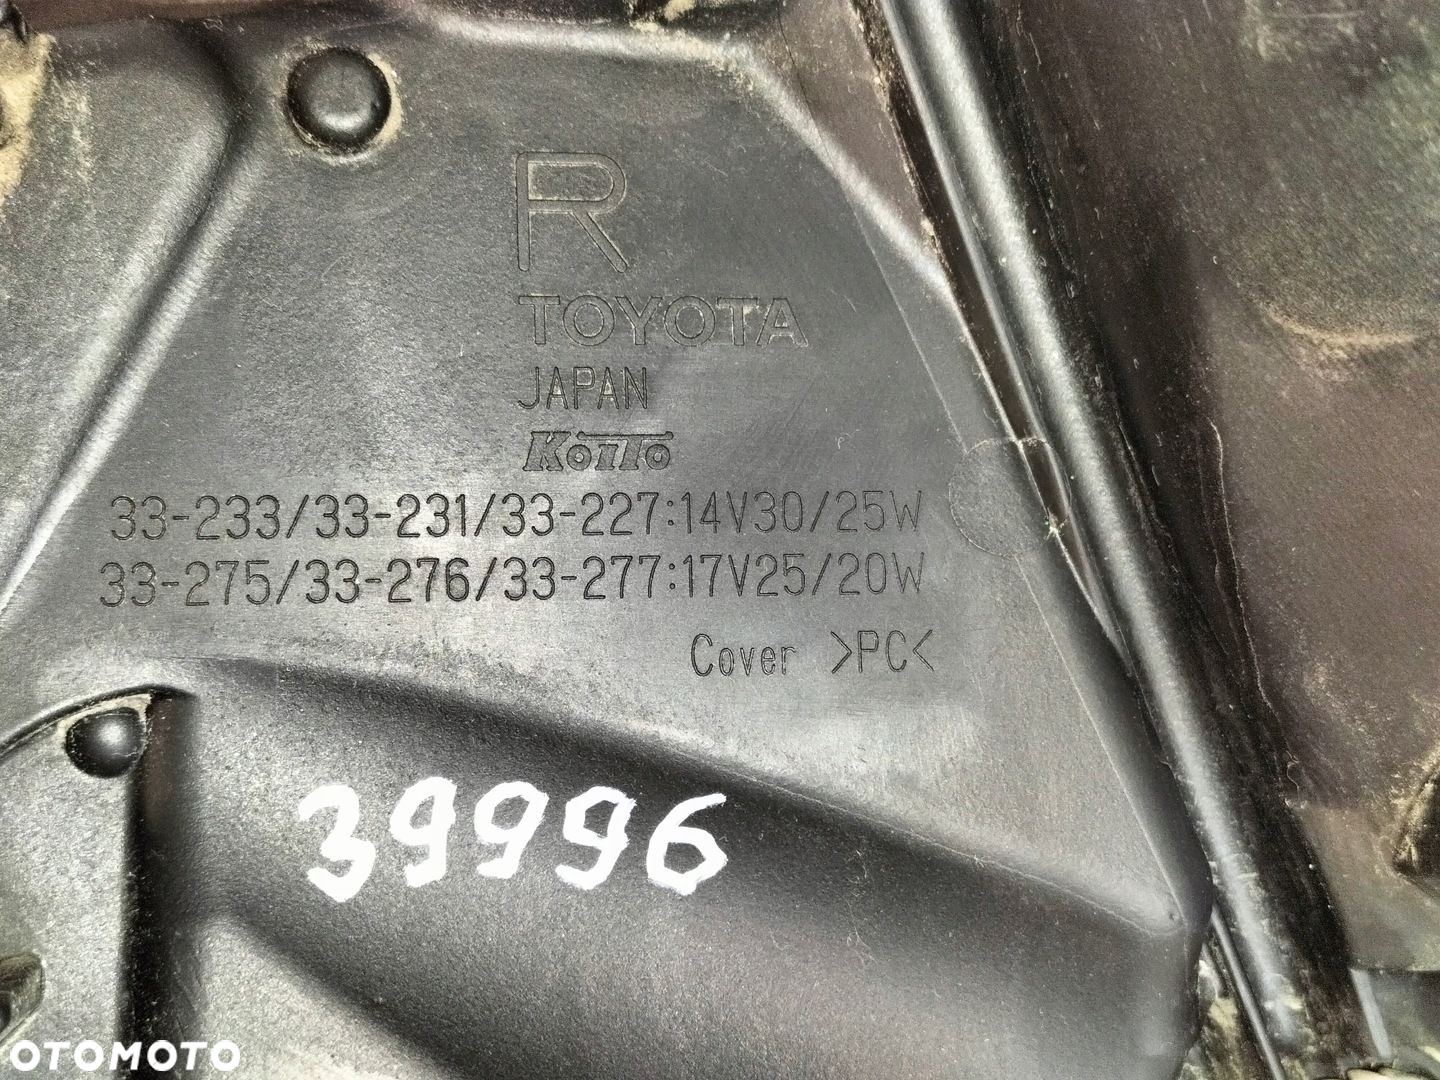 R
TOYOTA
JAPAN
KOITO
33-233/33-231/33-227:14V30/25W
33-275/33-276/33-277:17V25/20W
Cover >PC<
39996
OTOMOTO